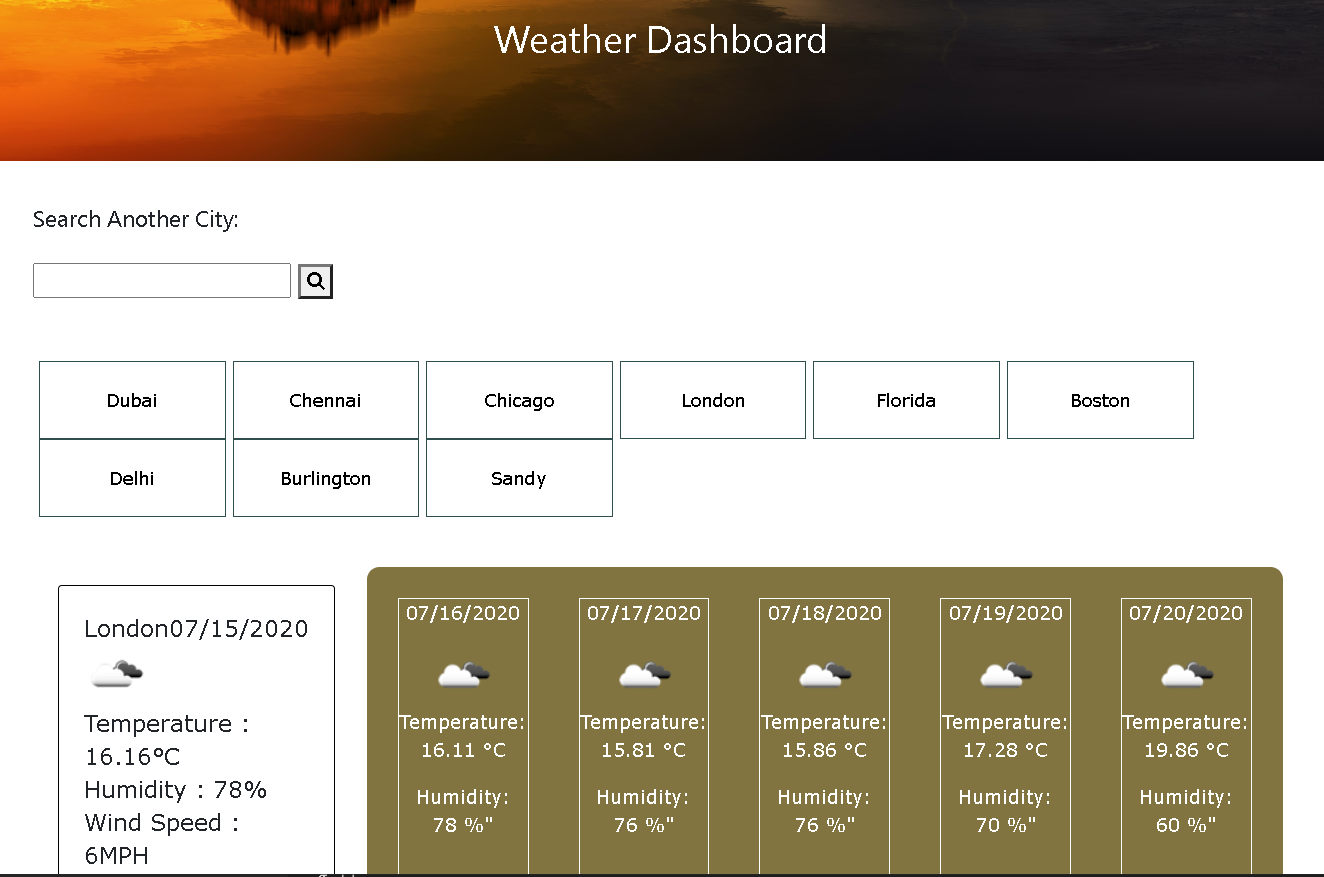 Weather Dashboard
Search Another City:
Dubai Chennai Chicago London Florida Boston
Delhi Burlington Sandy
London07/15/2020
Temperature :
16.16°C
Humidity : 78%
Wind Speed :
6MPH
07/16/2020 07/17/2020 07/18/2020 07/19/2020 07/20/2020
Temperature: Temperature: Temperature: Temperature: Temperature:
16.11 °C 15.81 °C 15.86 °C 17.28 °C 19.86 °C
Humidity: Humidity: Humidity: Humidity: Humidity:
78 %" 76 %" 76 %" 70 %" 60 %"